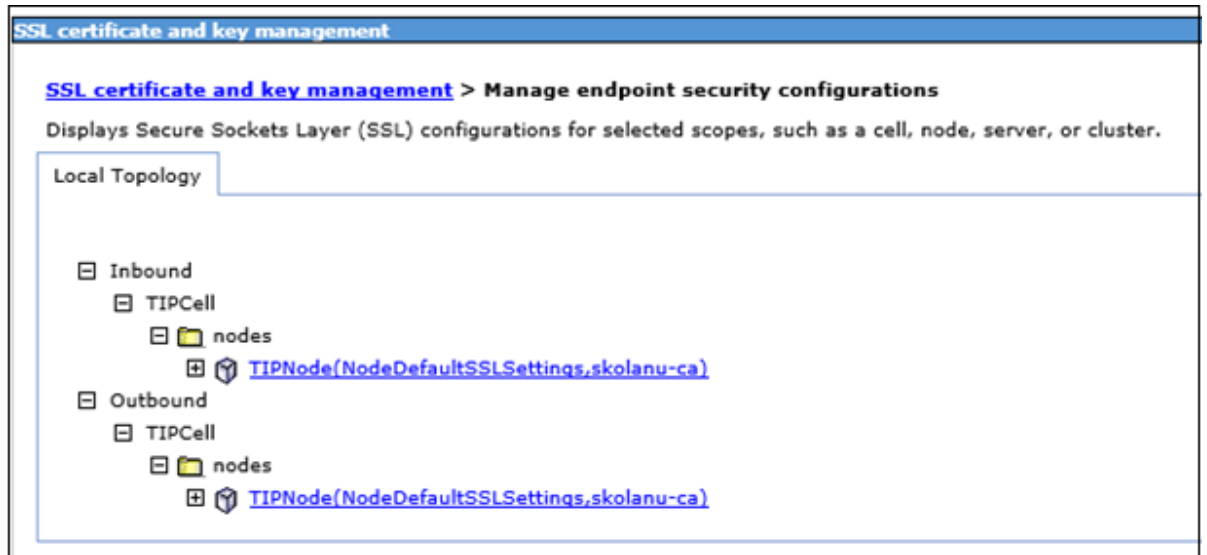 SSL certificate and key management
SSL certificate and key management > Manage endpoint security configurations
Displays Secure Sockets Layer (SSL) configurations for selected scopes, such as a cell, node, server, or cluster.
Local Topology
Inbound
TIPCell
nodes
TIPNode(NodeDefaultSSLSettings,skolanu-ca)
Outbound
TIPCell
nodes
TIPNode(NodeDefaultSSLSettings,skolanu-ca)